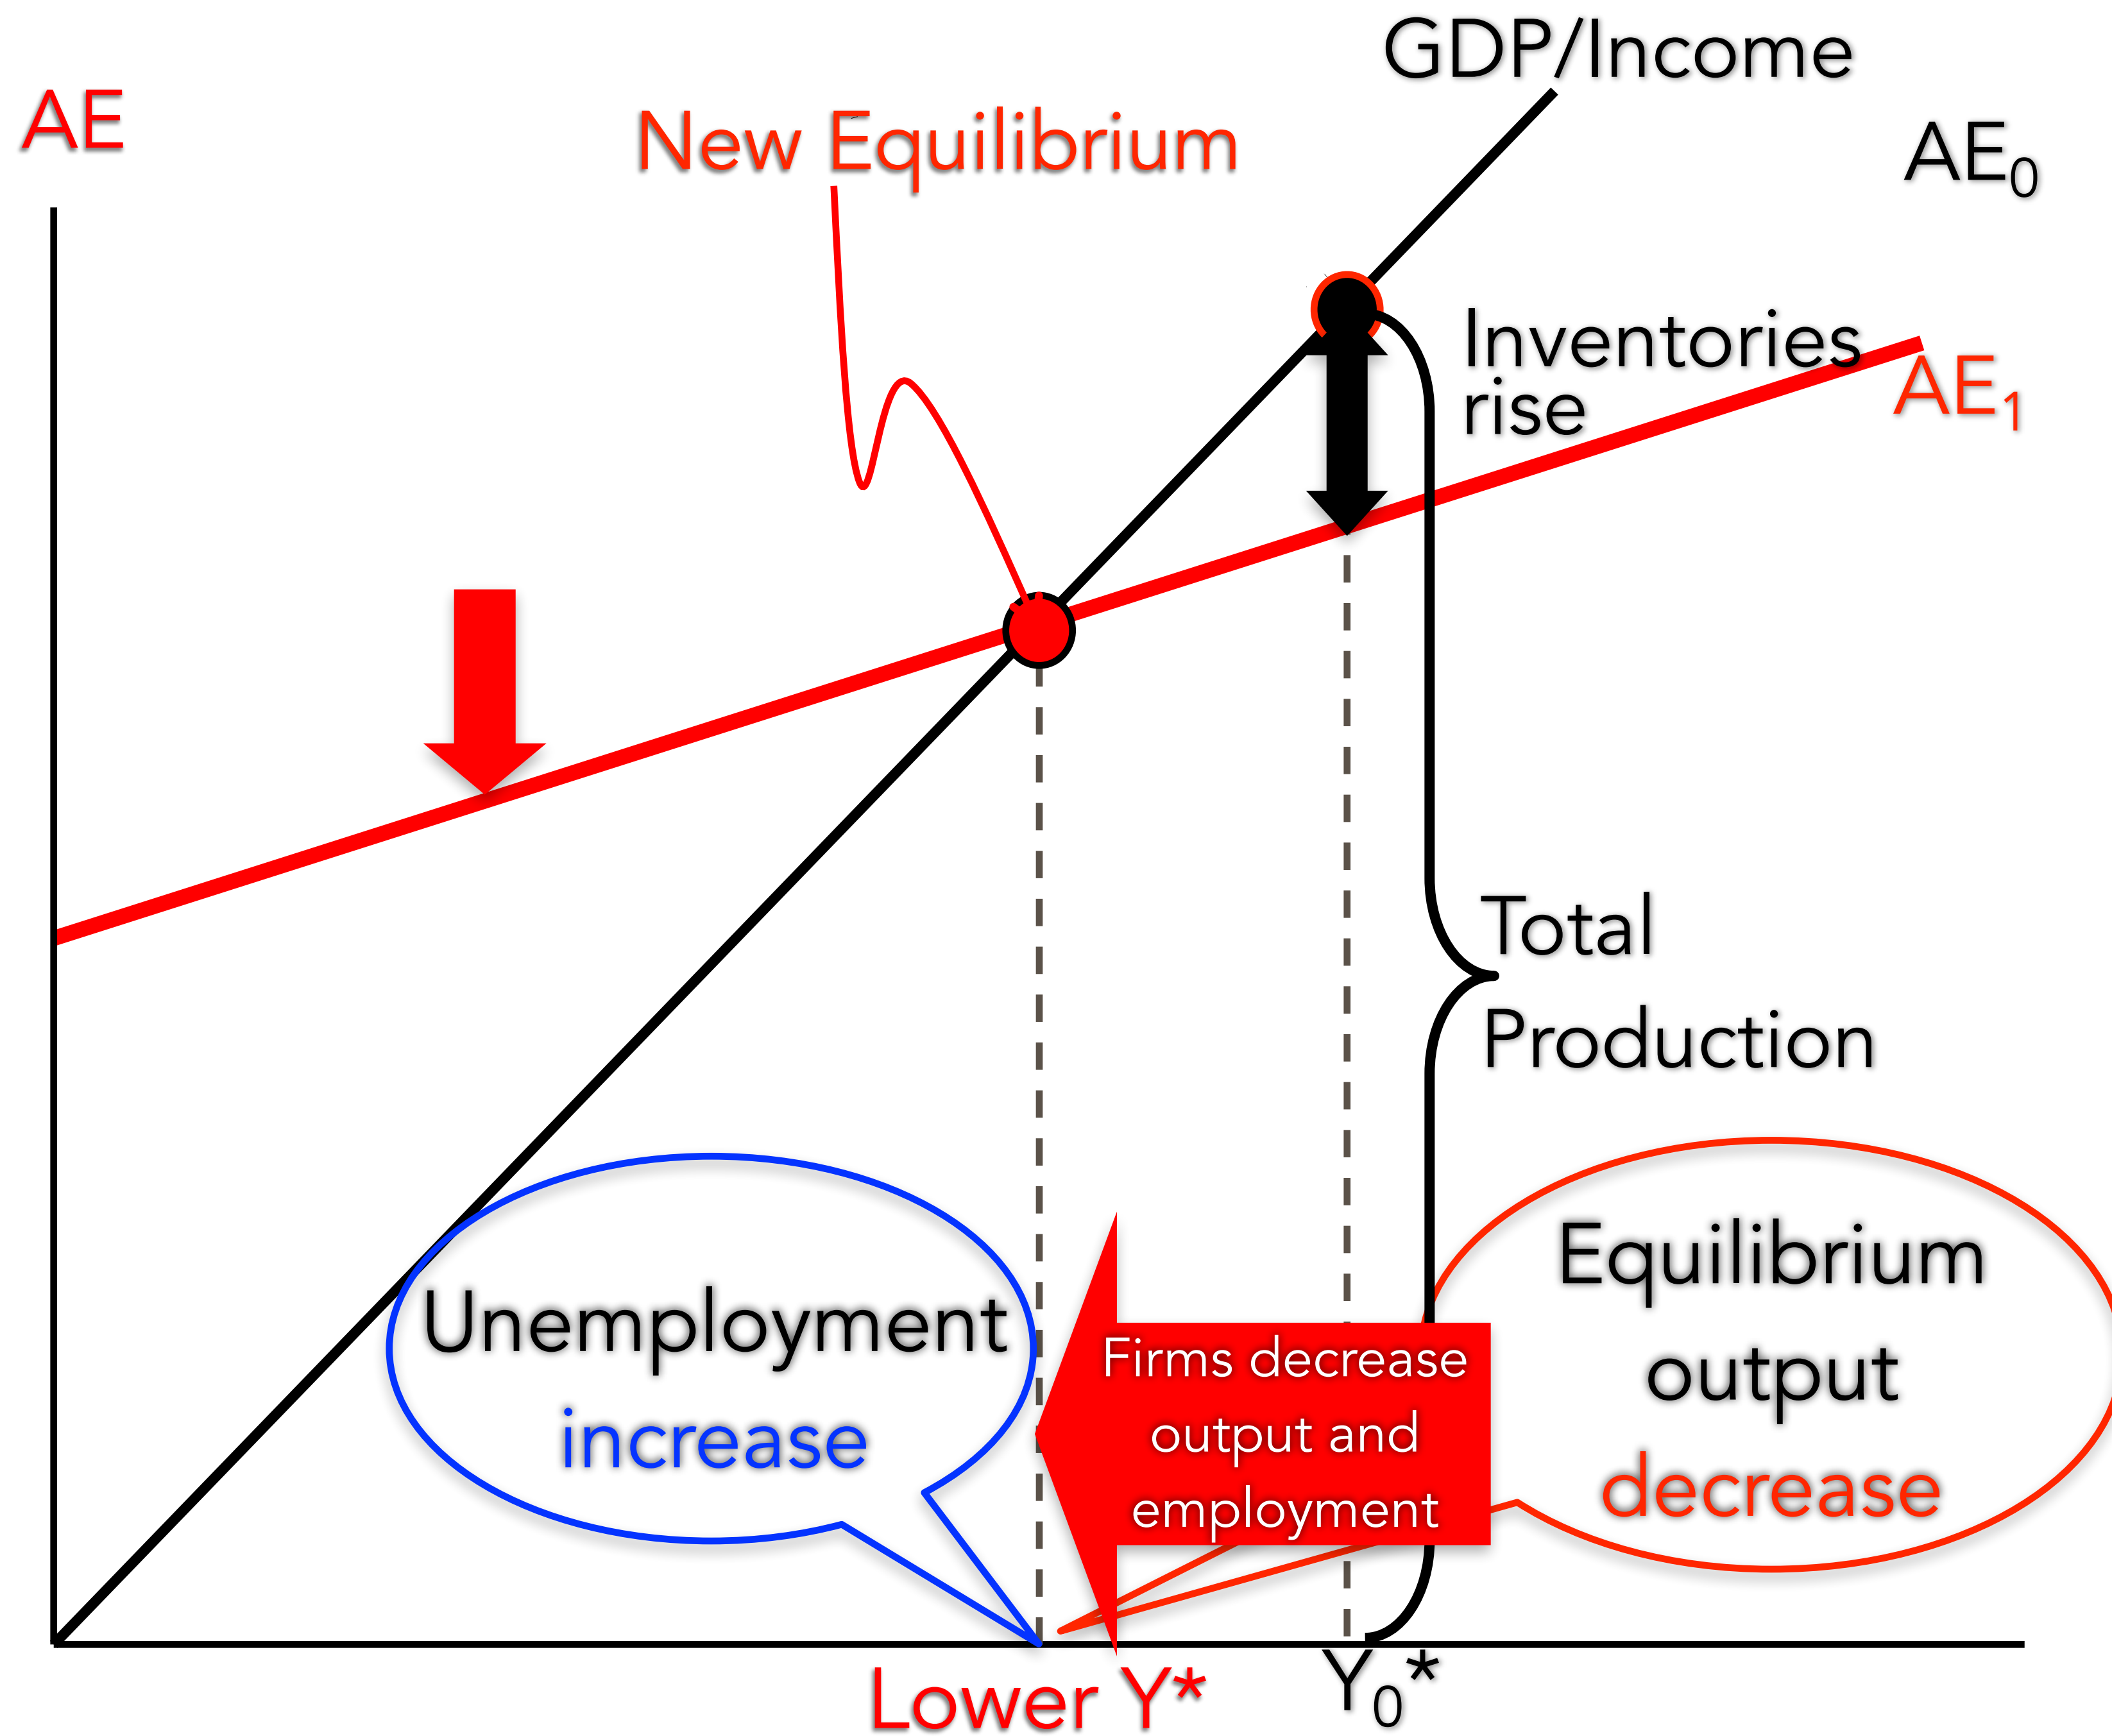 GDP/Income
AE
New Equilibrium
AE₀
Inventories
rise
AE₁
Total
Production
Unemployment
increase
Firms decrease
output and
employment
Equilibrium
output
decrease
Lower Y*
Y₀*